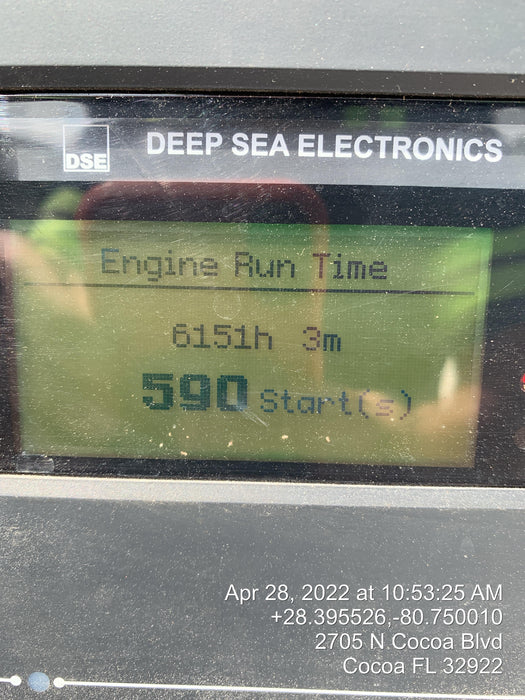 DSE
DEEP SEA ELECTRONICS
Engine Run Time
6151h 3m
590 Start(s)
Apr 28, 2022 at 10:53:25 AM
+28.395526,-80.750010
2705 N Cocoa Blvd
Cocoa FL 32922